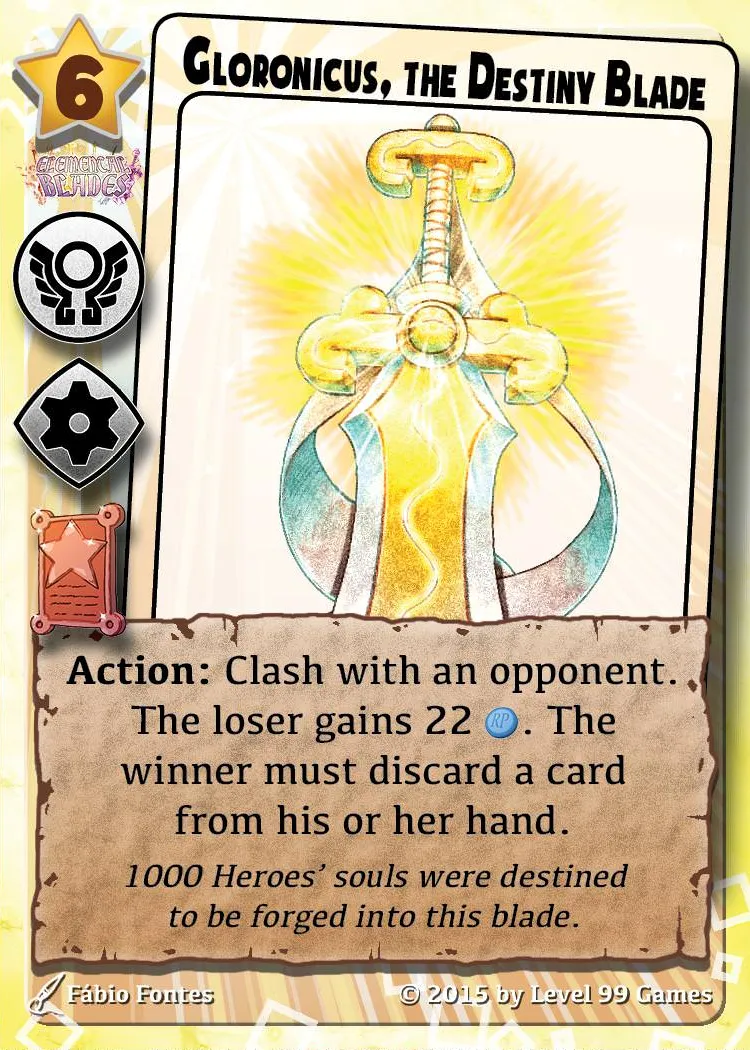 6
GLORONICUS, THE DESTINY BLADE
ELEMENTAL
BLADES
Action: Clash with an opponent.
The loser gains 22 RP. The
winner must discard a card
from his or her hand.
1000 Heroes’ souls were destined
to be forged into this blade.
Fábio Fontes
© 2015 by Level 99 Games